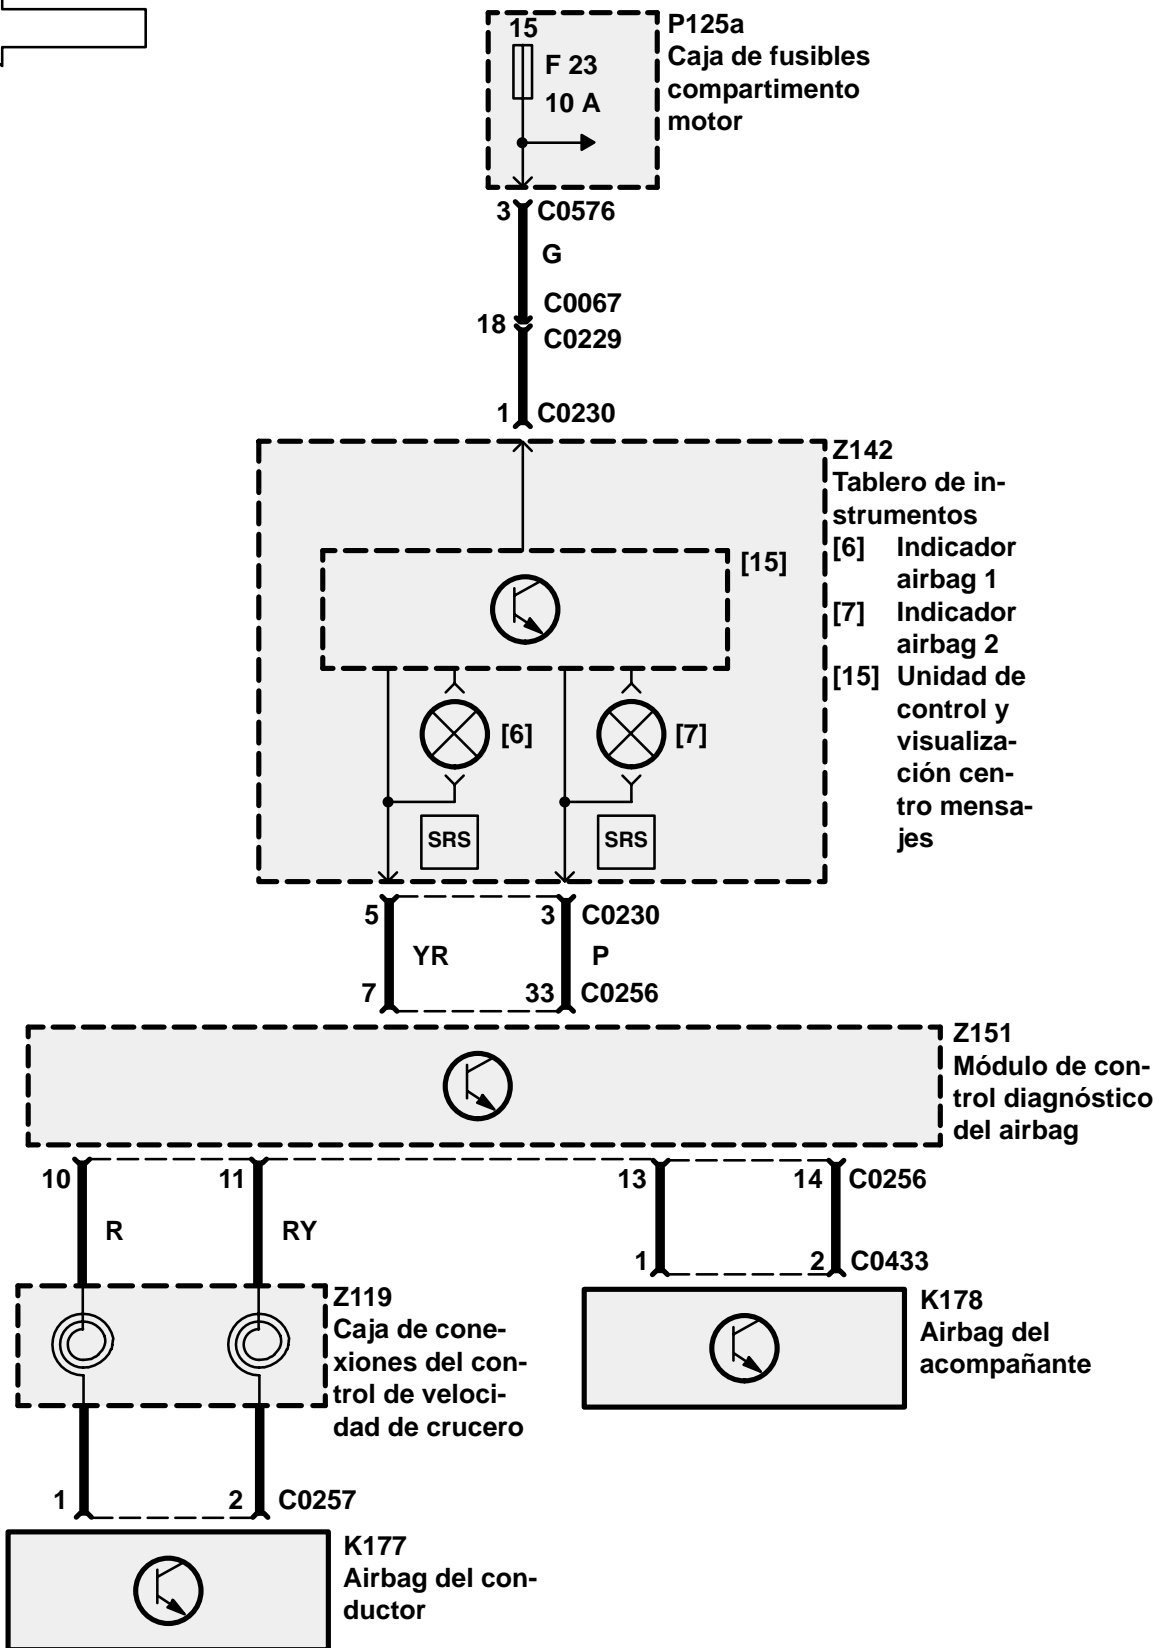 15
P125a
Caja de fusibles
compartimento
motor
F 23
10 A
3
C0576
G
C0067
18
C0229
1
C0230
Z142
Tablero de in-
strumentos
[6] Indicador
airbag 1
[7] Indicador
airbag 2
[15] Unidad de
control y
visualiza-
ción cen-
tro mensa-
jes
[15]
[6]
[7]
SRS
SRS
5
3
C0230
YR
P
7
33
C0256
Z151
Módulo de con-
trol diagnóstico
del airbag
10
11
13
14
C0256
R
RY
1
2
C0433
Z119
Caja de cone-
xiones del con-
trol de veloci-
dad de crucero
K178
Airbag del
acompañante
1
2
C0257
K177
Airbag del con-
ductor